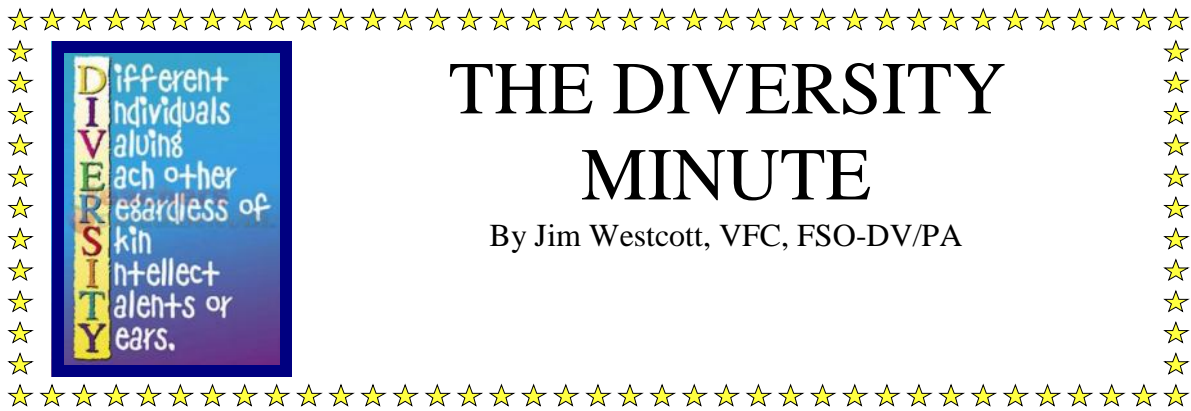 Different
Individuals
Valuing
Each other
Regardless of
Skin
Intellect
Talents or
Years.
THE DIVERSITY
MINUTE
By Jim Westcott, VFC, FSO-DV/PA